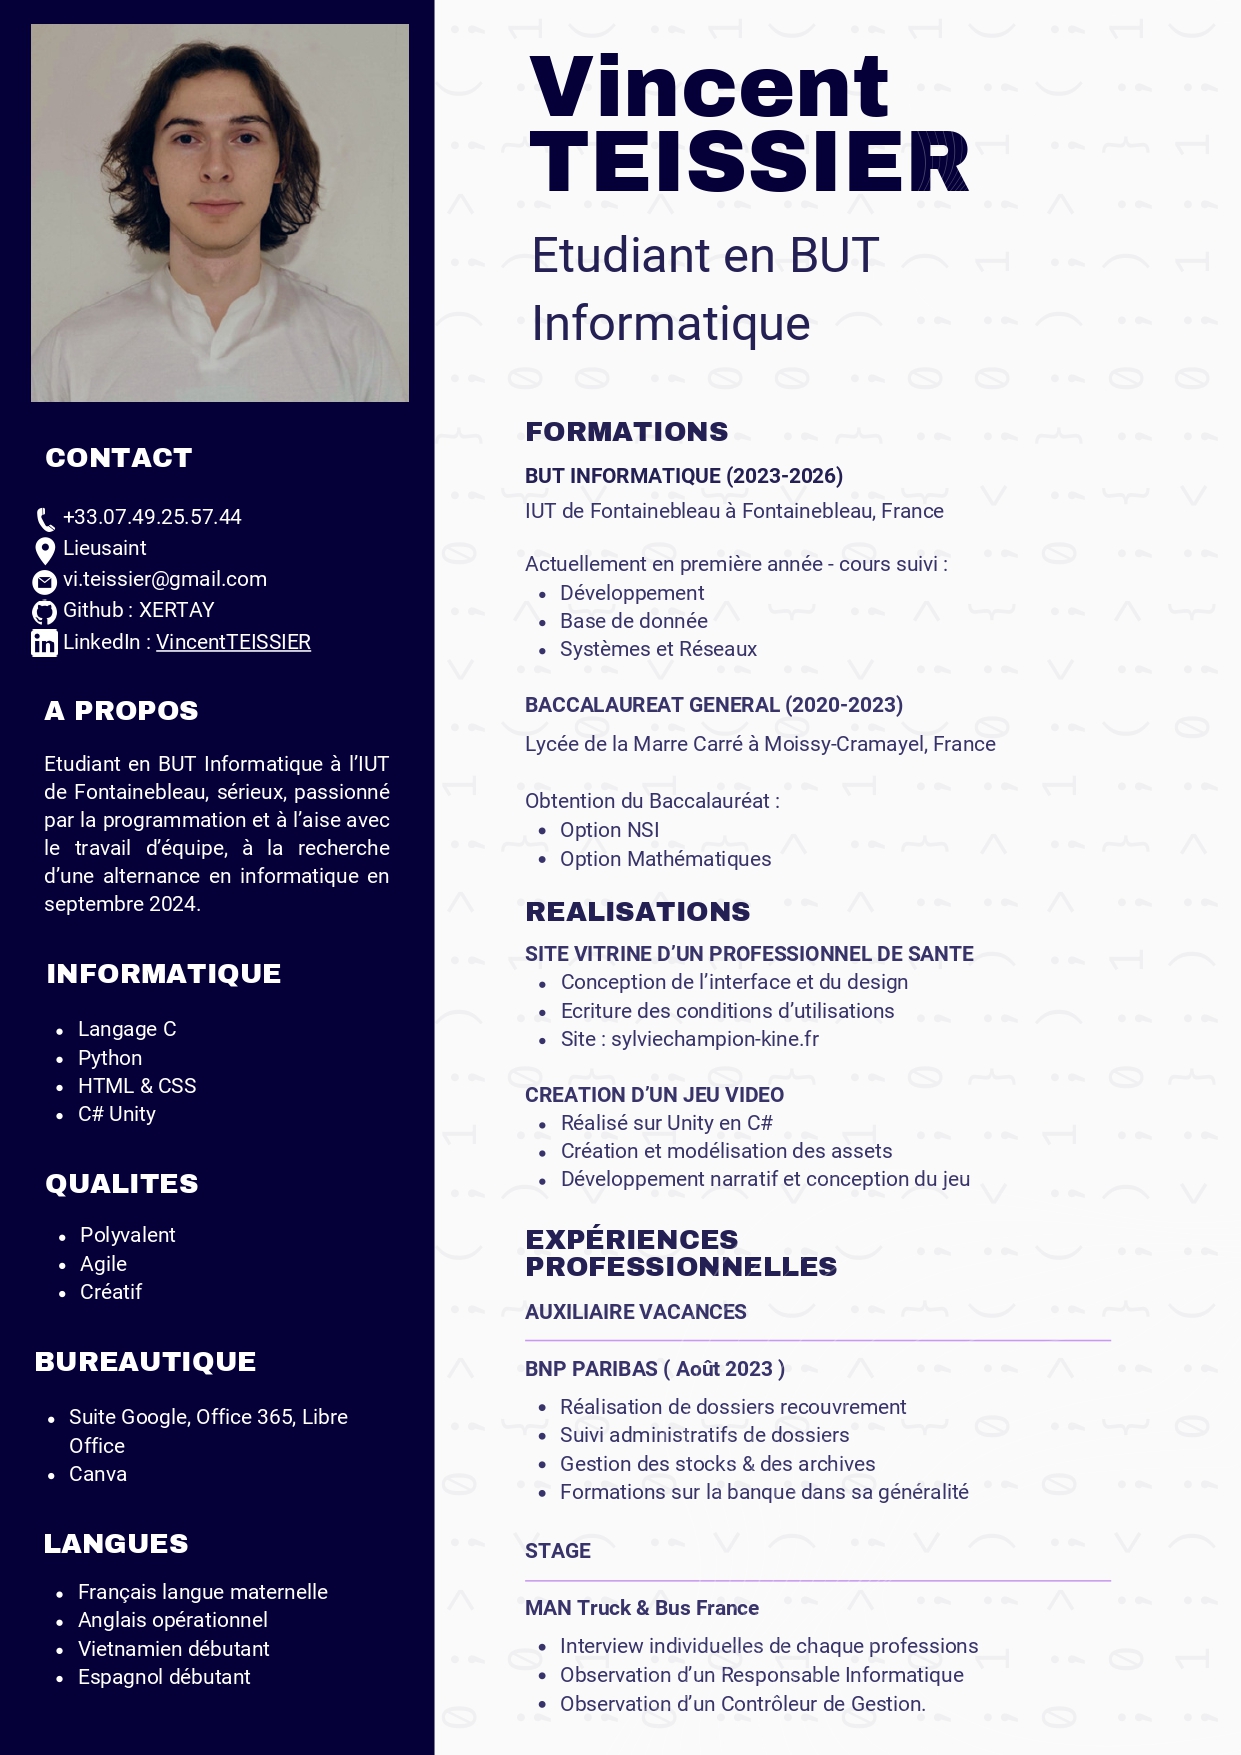 Vincent
TEISSIER
Etudiant en BUT
Informatique
CONTACT
+33.07.49.25.57.44
Lieusaint
vi.teissier@gmail.com
Github : XERTAY
LinkedIn : VincentTEISSIER
A PROPOS
Etudiant en BUT Informatique à l’IUT
de Fontainebleau, sérieux, passionné
par la programmation et à l’aise avec
le travail d’équipe, à la recherche
d’une alternance en informatique en
septembre 2024.
INFORMATIQUE
• Langage C
• Python
• HTML & CSS
• C# Unity
QUALITES
• Polyvalent
• Agile
• Créatif
BUREAUTIQUE
• Suite Google, Office 365, Libre
Office
• Canva
LANGUES
• Français langue maternelle
• Anglais opérationnel
• Vietnamien débutant
• Espagnol débutant
FORMATIONS
BUT INFORMATIQUE (2023-2026)
IUT de Fontainebleau à Fontainebleau, France
Actuellement en première année - cours suivi :
• Développement
• Base de donnée
• Systèmes et Réseaux
BACCALAUREAT GENERAL (2020-2023)
Lycée de la Marre Carré à Moissy-Cramayel, France
Obtention du Baccalauréat :
• Option NSI
• Option Mathématiques
REALISATIONS
SITE VITRINE D’UN PROFESSIONNEL DE SANTE
• Conception de l’interface et du design
• Ecriture des conditions d’utilisations
• Site : sylviechampion-kine.fr
CREATION D’UN JEU VIDEO
• Réalisé sur Unity en C#
• Création et modélisation des assets
• Développement narratif et conception du jeu
EXPÉRIENCES
PROFESSIONNELLES
AUXILIAIRE VACANCES
BNP PARIBAS ( Août 2023 )
• Réalisation de dossiers recouvrement
• Suivi administratifs de dossiers
• Gestion des stocks & des archives
• Formations sur la banque dans sa généralité
STAGE
MAN Truck & Bus France
• Interview individuelles de chaque professions
• Observation d’un Responsable Informatique
• Observation d’un Contrôleur de Gestion.